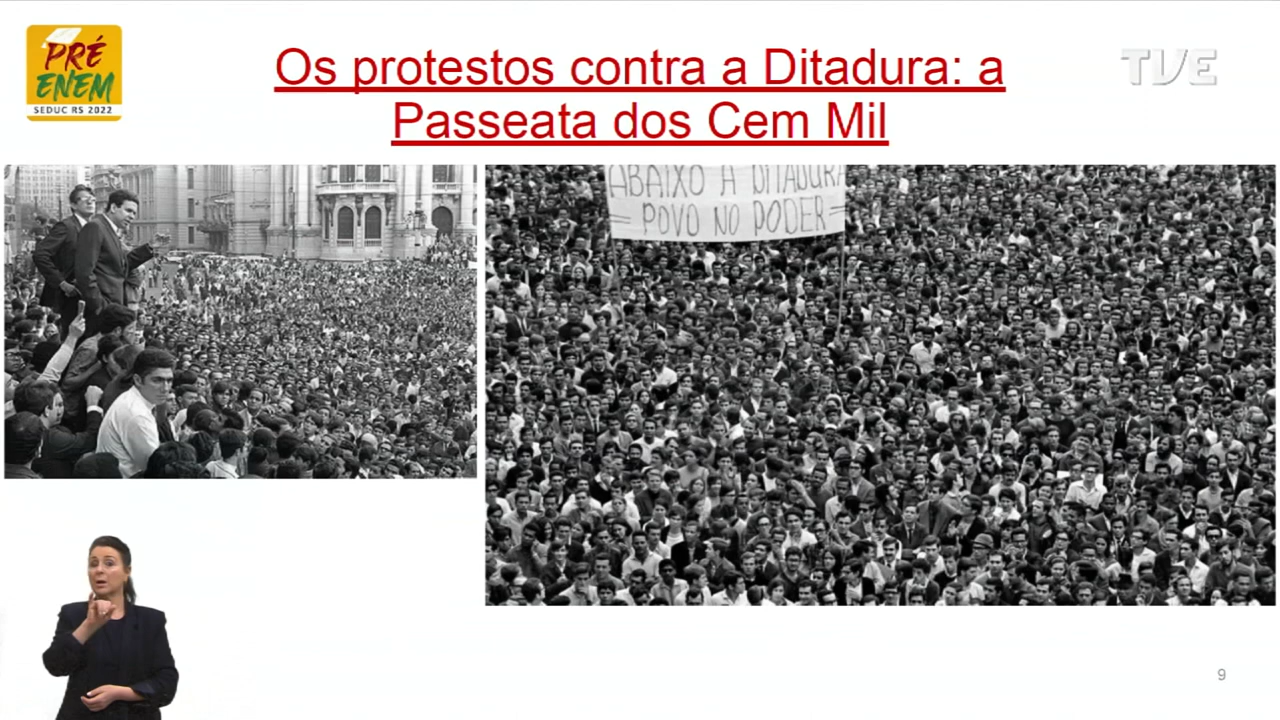 PRÉ
ENEM
SEDUC RS 2022
Os protestos contra a Ditadura: a
Passeata dos Cem Mil
TVE
ABAIXO A DITADURA
POVO NO PODER
9